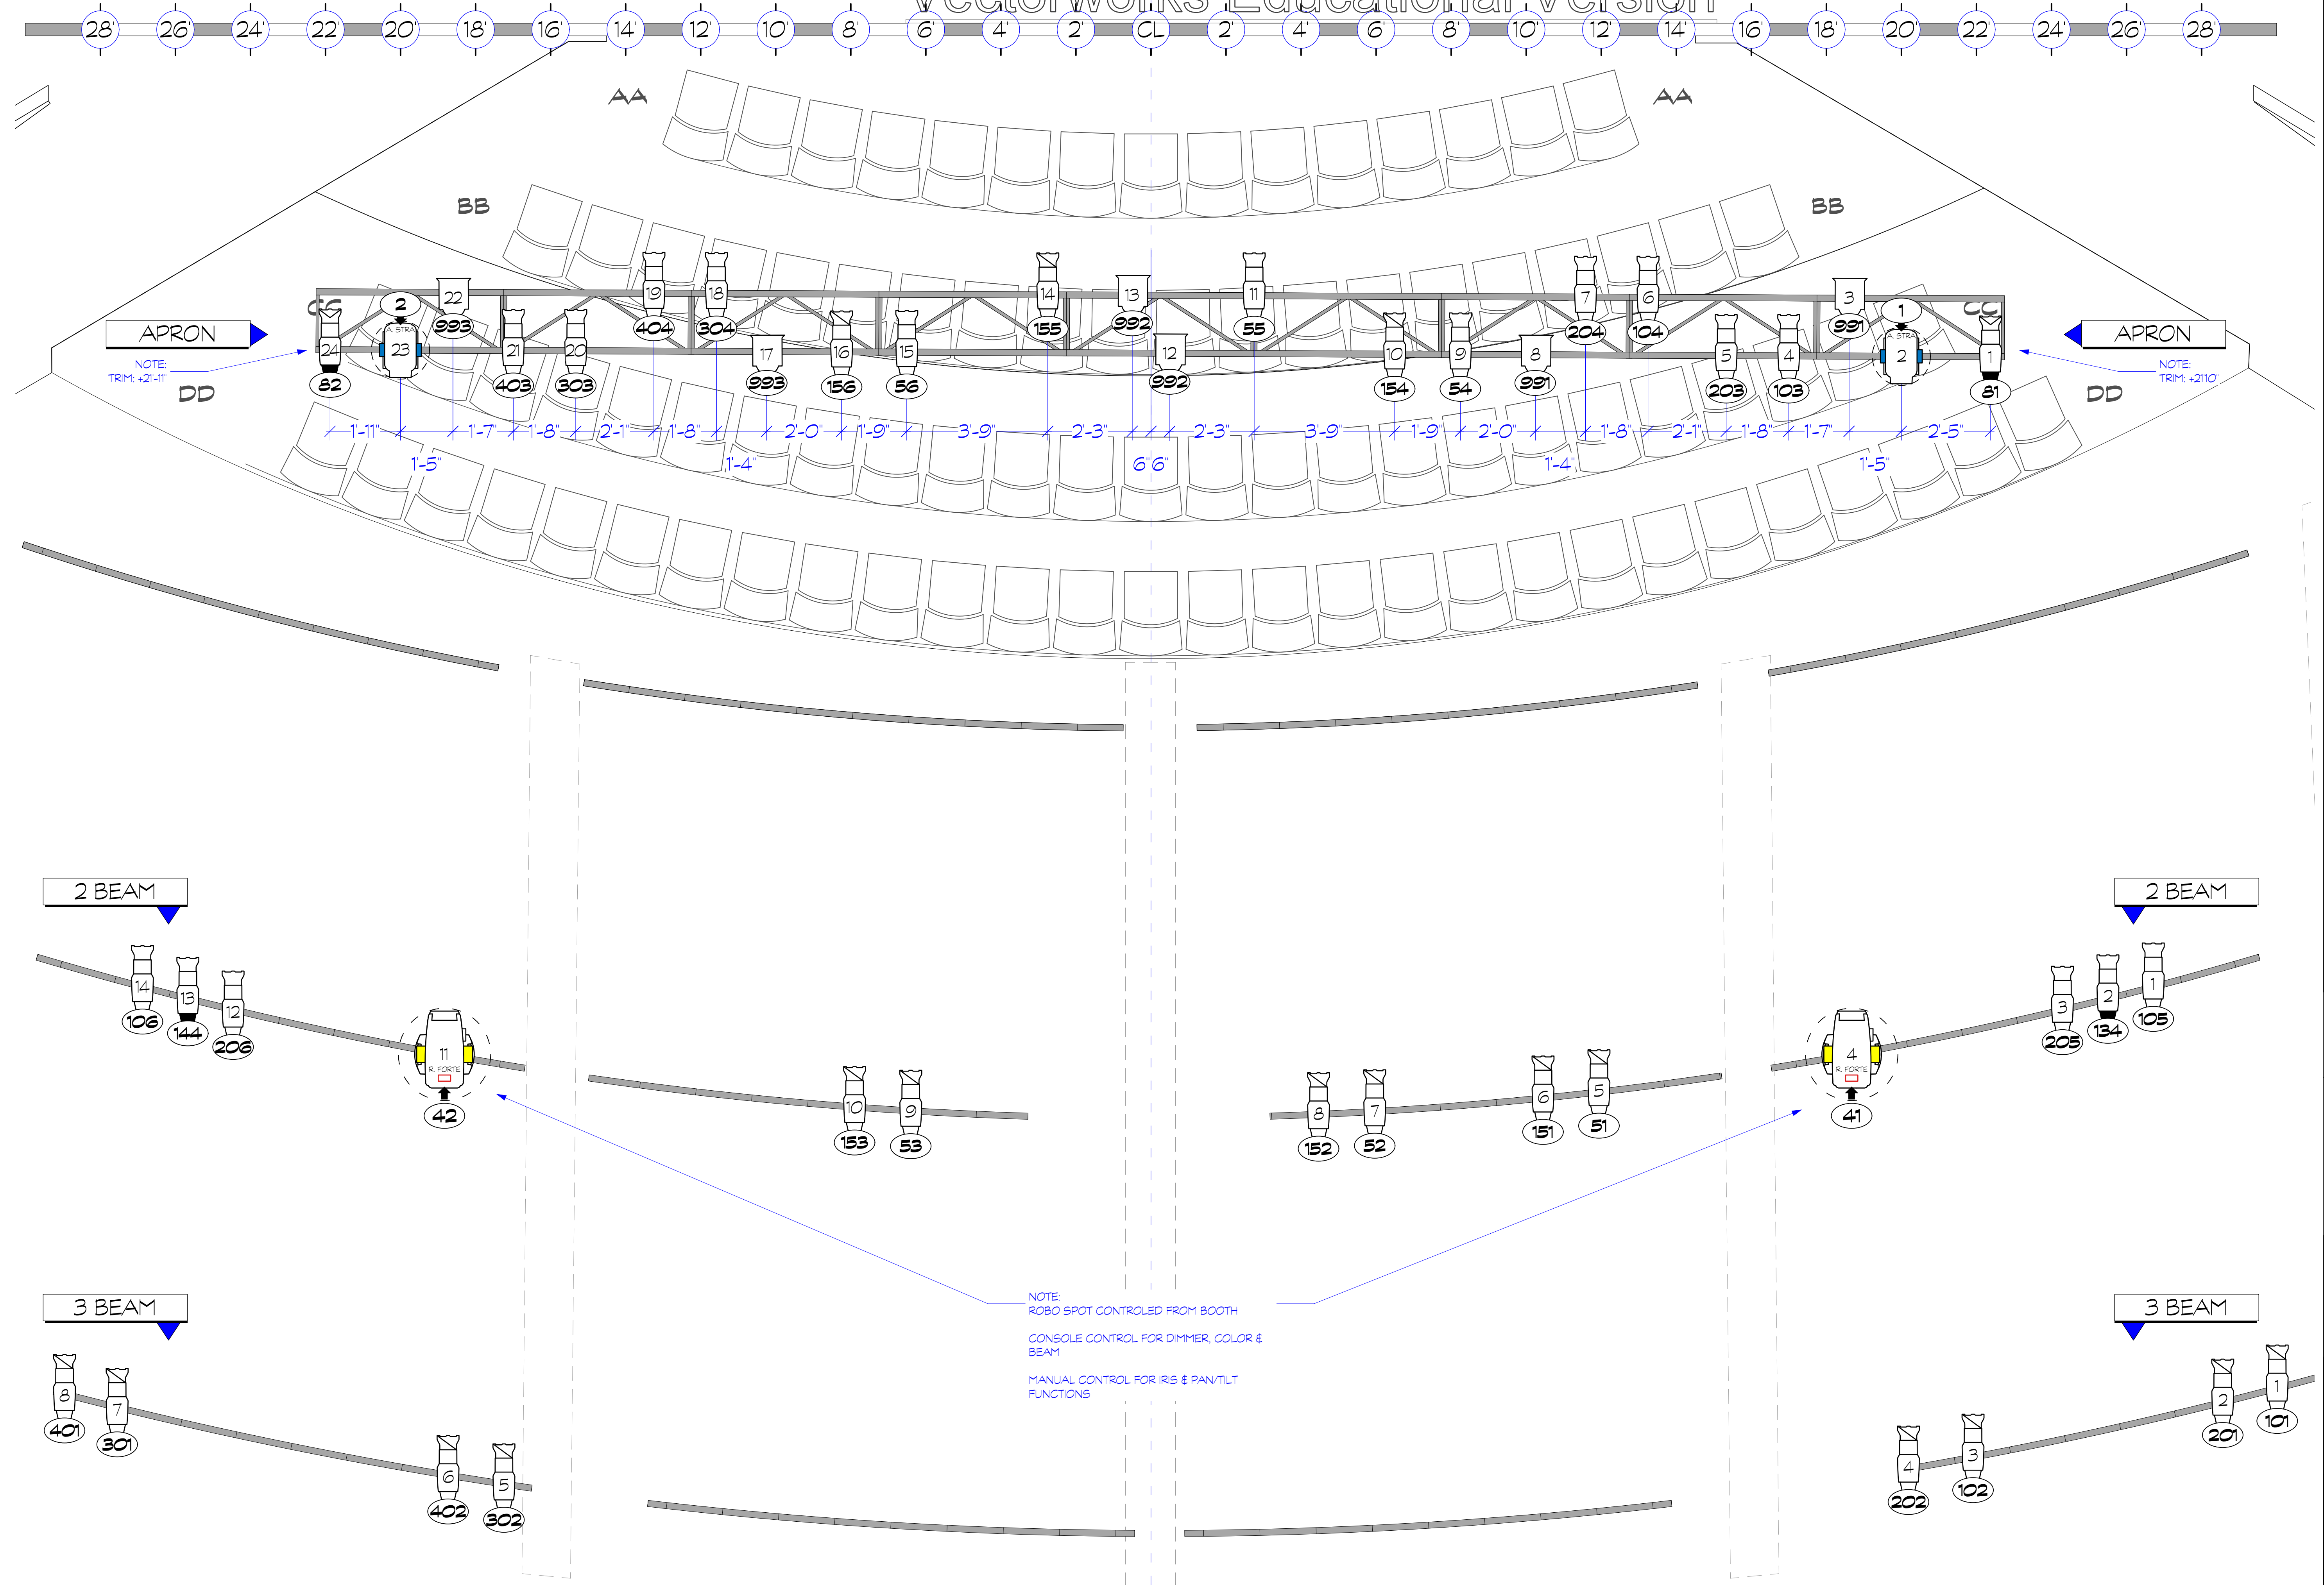 Vectorworks Educational Version
28' 26' 24' 22' 20' 18' 16' 14' 12' 10' 8' 6' 4' 2' CL 2' 4' 6' 8' 10' 12' 14' 16' 18' 20' 22' 24' 26' 28'
AA AA
BB BB
CC CC
19 18 14 11 7 6
22 13 3
404 304 155 992 55 204 104 991
2 1
993
APRON APRON
A. STRA A. STRA
24 23 21 20 17 16 15 12 10 9 8 5 4 2 1
NOTE:
TRIM: +21'-11"
NOTE:
TRIM: +2110"
82 403 303 993 156 56 992 154 54 991 203 103 81
DD DD
1'-11" 1'-7" 1'-8" 2'-1" 1'-8" 2'-0" 1'-9" 3'-9" 2'-3" 2'-3" 3'-9" 1'-9" 2'-0" 1'-8" 2'-1" 1'-8" 1'-7" 2'-5"
1'-5" 1'-4" 6" 6" 1'-4" 1'-5"
2 BEAM 2 BEAM
14 13 12 3 2 1
106 144 206 205 134 105
11 4
R. FORTE R. FORTE
42 41
10 9 8 7 6 5
153 53 152 52 151 51
NOTE:
ROBO SPOT CONTROLED FROM BOOTH
CONSOLE CONTROL FOR DIMMER, COLOR &
BEAM
MANUAL CONTROL FOR IRIS & PAN/TILT
FUNCTIONS
3 BEAM 3 BEAM
8 7 2 1
401 301 201 101
6 5 4 3
402 302 202 102